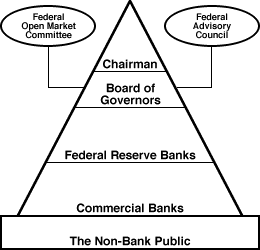 Federal
Open Market
Committee
Federal
Advisory
Council
Chairman
Board of
Governors
Federal Reserve Banks
Commercial Banks
The Non-Bank Public